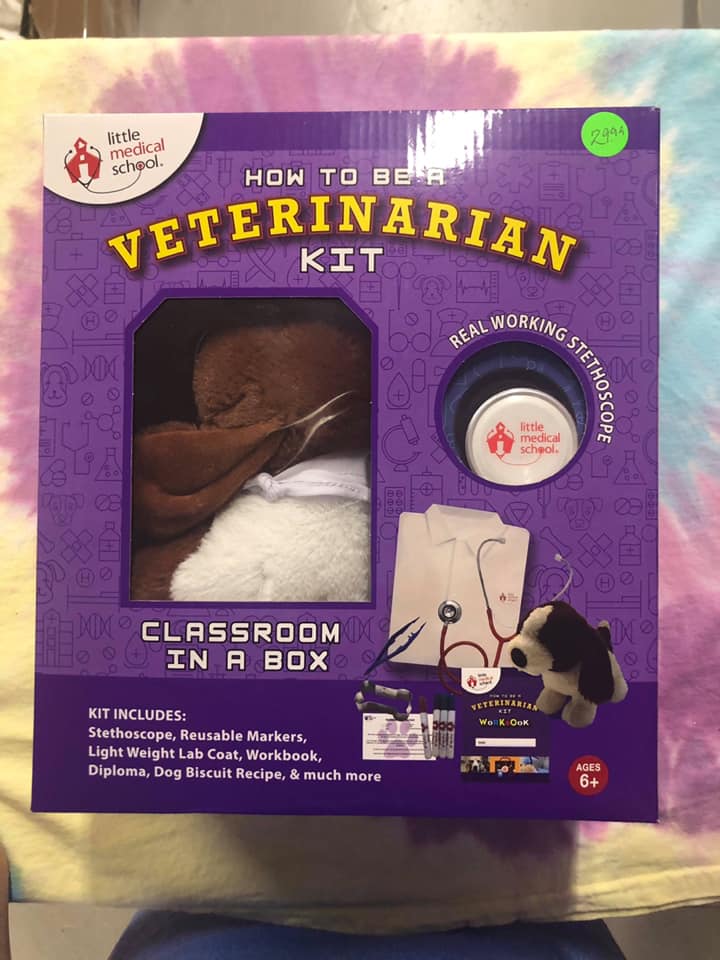 little
medical
school®
29.99
HOW TO BE A
VETERINARIAN
KIT
REAL WORKING STETHOSCOPE
little
medical
school®
CLASSROOM
IN A BOX
KIT INCLUDES:
Stethoscope, Reusable Markers,
Light Weight Lab Coat, Workbook,
Diploma, Dog Biscuit Recipe, & much more
HOW TO BE A
VETERINARIAN
KIT
WoRKbOoK
AGES
6+